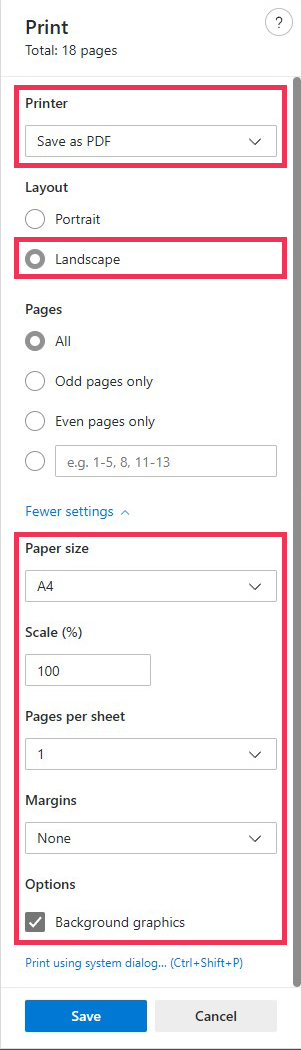 Print
?
Total: 18 pages
Printer
Save as PDF
Layout
Portrait
Landscape
Pages
All
Odd pages only
Even pages only
e.g. 1-5, 8, 11-13
Fewer settings
Paper size
A4
Scale (%)
100
Pages per sheet
1
Margins
None
Options
Background graphics
Print using system dialog... (Ctrl+Shift+P)
Save Cancel